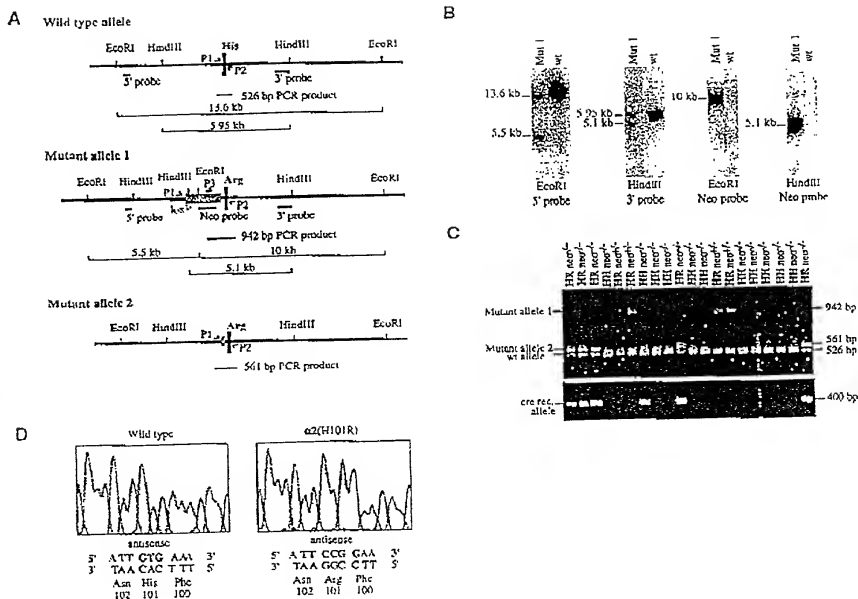 A
Wild type allele
EcoRI HindIII His HindIII EcoRI
P1 P2
5' probe 3' probe
526 bp PCR product
13.6 kb
5.95 kb
Mutant allele 1
EcoRI HindIII HindIII EcoRI Arg HindIII EcoRI
P1 P3 P2
5' probe Neo probe 3' probe
942 bp PCR product
5.5 kb 10 kb
5.1 kb
Mutant allele 2
EcoRI HindIII Arg HindIII EcoRI
P1 P2
561 bp PCR product
B
Mut 1 wt Mut 1 wt Mut 1 wt Mut 1 wt
13.6 kb
5.5 kb
5.95 kb
5.1 kb
10 kb
5.1 kb
EcoRI HindIII EcoRI HindIII
5' probe 3' probe Neo probe Neo probe
C
Mutant allele 1
942 bp
Mutant allele 2
wt allele
561 bp
526 bp
cre rec.
allele
400 bp
D
Wild type α2(H101R)
antisense antisense
5' ATT GTG AAA 3' 5' ATT CCG GAA 3'
3' TAA CAC TTT 5' 3' TAA GGC CTT 5'
Asn His Phe Asn Arg Phe
102 101 100 102 101 100